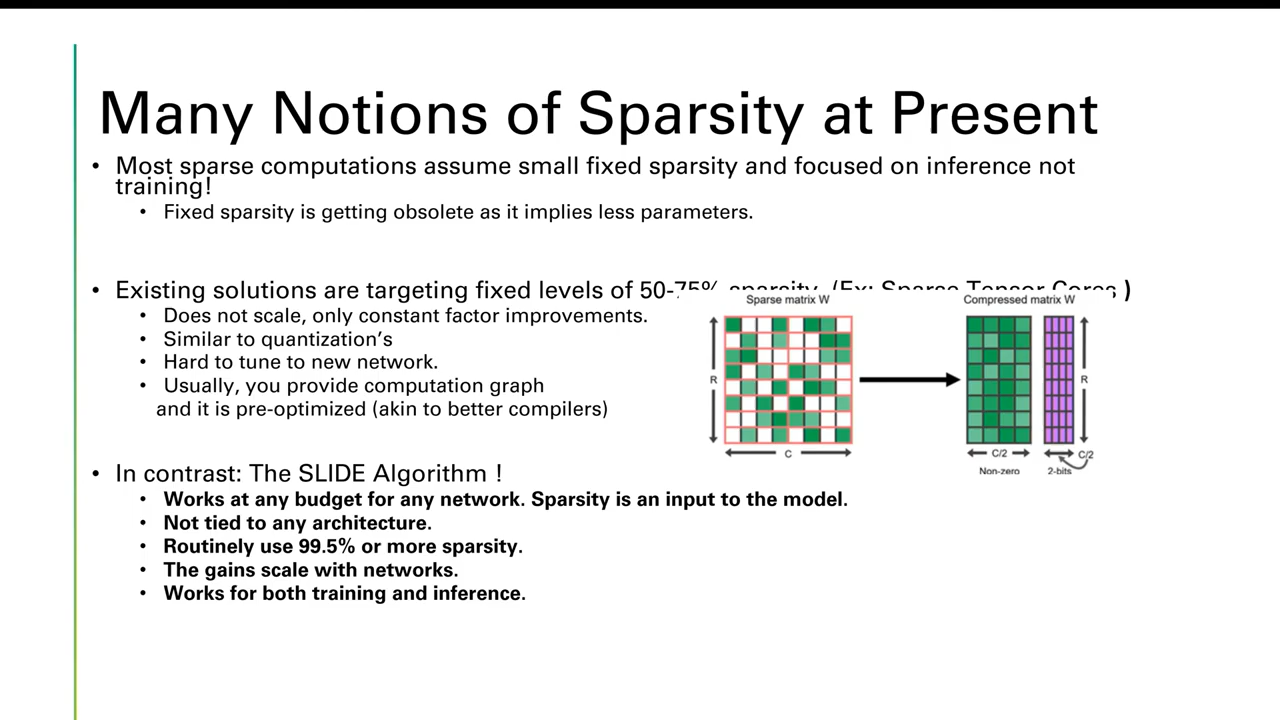 Many Notions of Sparsity at Present
• Most sparse computations assume small fixed sparsity and focused on inference not
training!
• Fixed sparsity is getting obsolete as it implies less parameters.
• Existing solutions are targeting fixed levels of 50-75% sparsity. (Ex: Sparse Tensor Cores )
• Does not scale, only constant factor improvements.
• Similar to quantization’s
• Hard to tune to new network.
• Usually, you provide computation graph
and it is pre-optimized (akin to better compilers)
Sparse matrix W
Compressed matrix W
R
R
C
C/2
C/2
Non-zero
2-bits
• In contrast: The SLIDE Algorithm !
• Works at any budget for any network. Sparsity is an input to the model.
• Not tied to any architecture.
• Routinely use 99.5% or more sparsity.
• The gains scale with networks.
• Works for both training and inference.